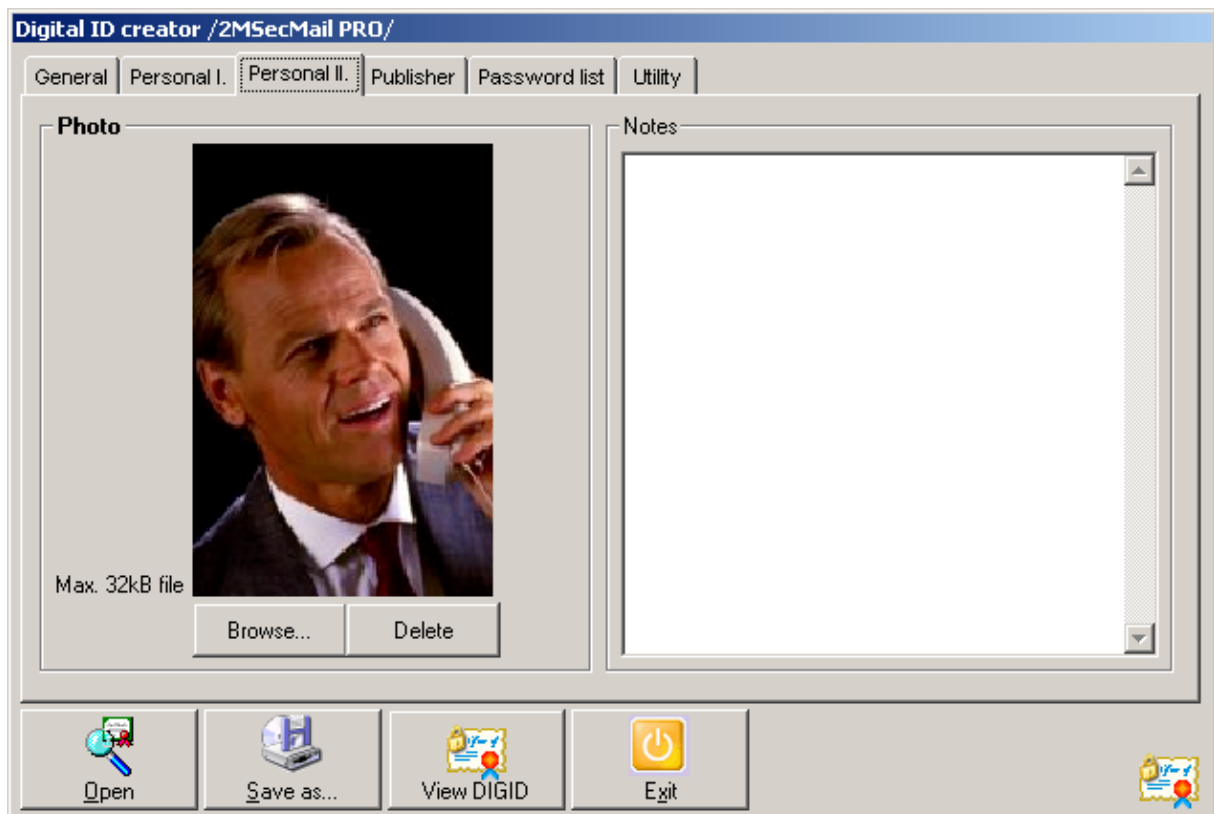 Digital ID creator /2MSecMail PRO/
General Personal I. Personal II. Publisher Password list Utility
Photo
Notes
Max. 32kB file
Browse... Delete
Open Save as... View DIGID Exit